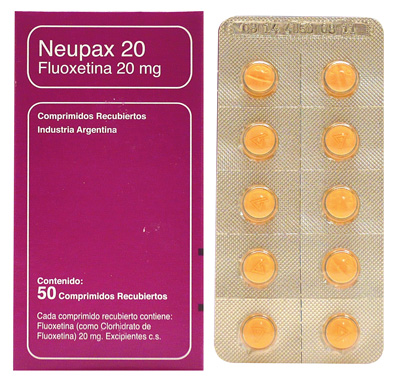 Neupax 20
Fluoxetina 20 mg
Comprimidos Recubiertos
Industria Argentina
Contenido:
50 Comprimidos Recubiertos
Cada comprimido recubierto contiene:
Fluoxetina (como Clorhidrato de
Fluoxetina) 20 mg. Excipientes c.s.